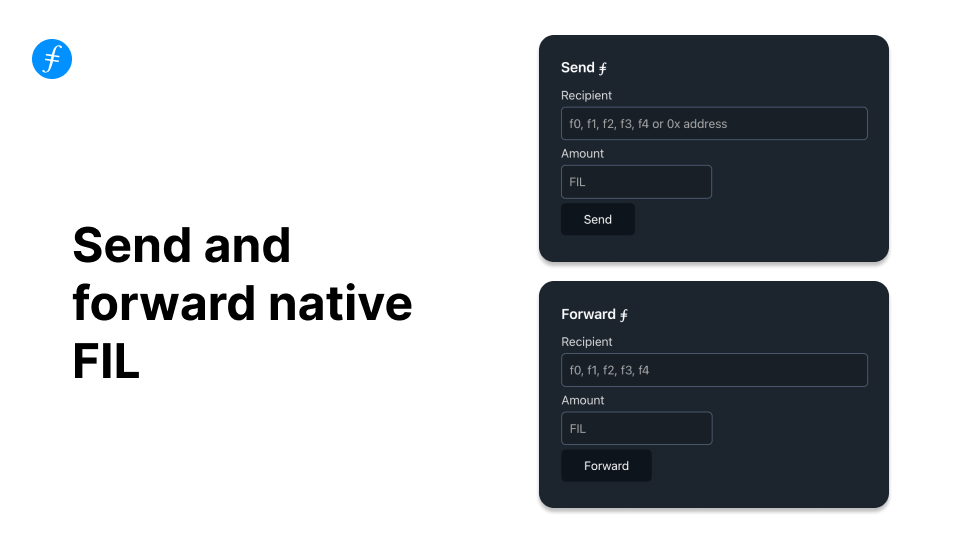 Send and
forward native
FIL
Send ⨎
Recipient
f0, f1, f2, f3, f4 or 0x address
Amount
FIL
Send
Forward ⨎
Recipient
f0, f1, f2, f3, f4
Amount
FIL
Forward